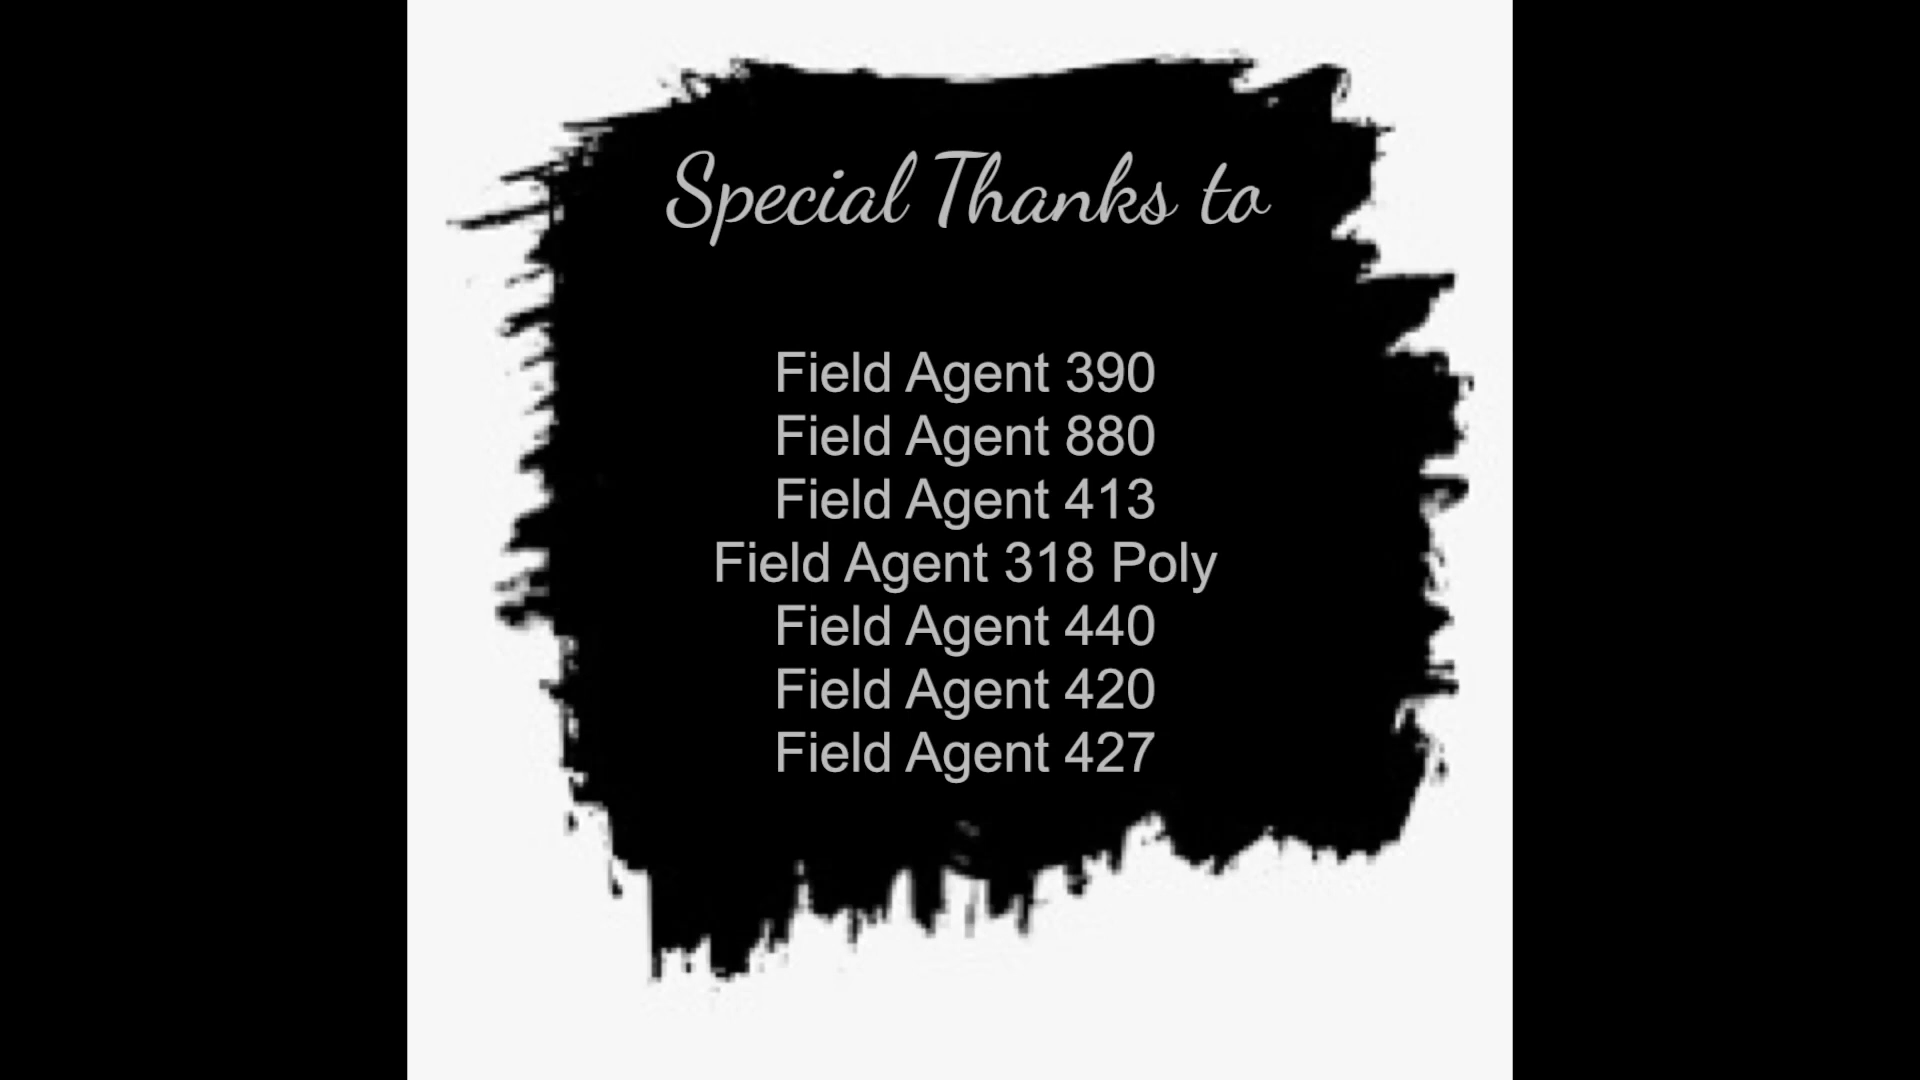 Special Thanks to
Field Agent 390
Field Agent 880
Field Agent 413
Field Agent 318 Poly
Field Agent 440
Field Agent 420
Field Agent 427